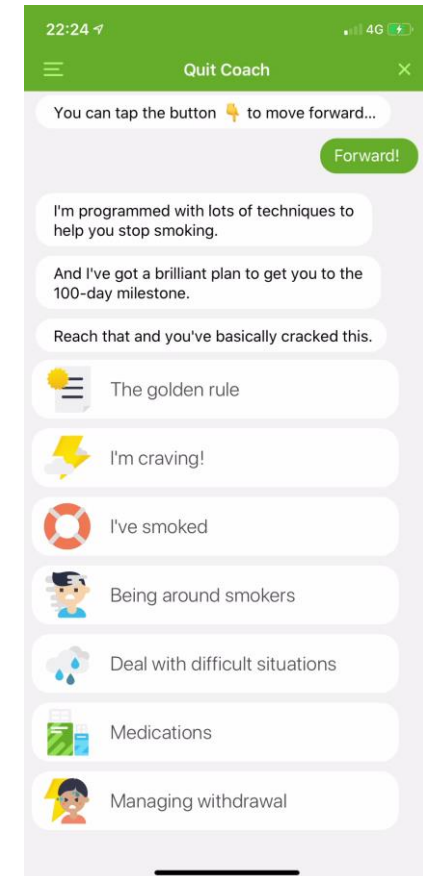 22:24
4G
Quit Coach
You can tap the button 👇 to move forward...
Forward!
I'm programmed with lots of techniques to
help you stop smoking.
And I've got a brilliant plan to get you to the
100-day milestone.
Reach that and you've basically cracked this.
The golden rule
I'm craving!
I've smoked
Being around smokers
Deal with difficult situations
Medications
Managing withdrawal